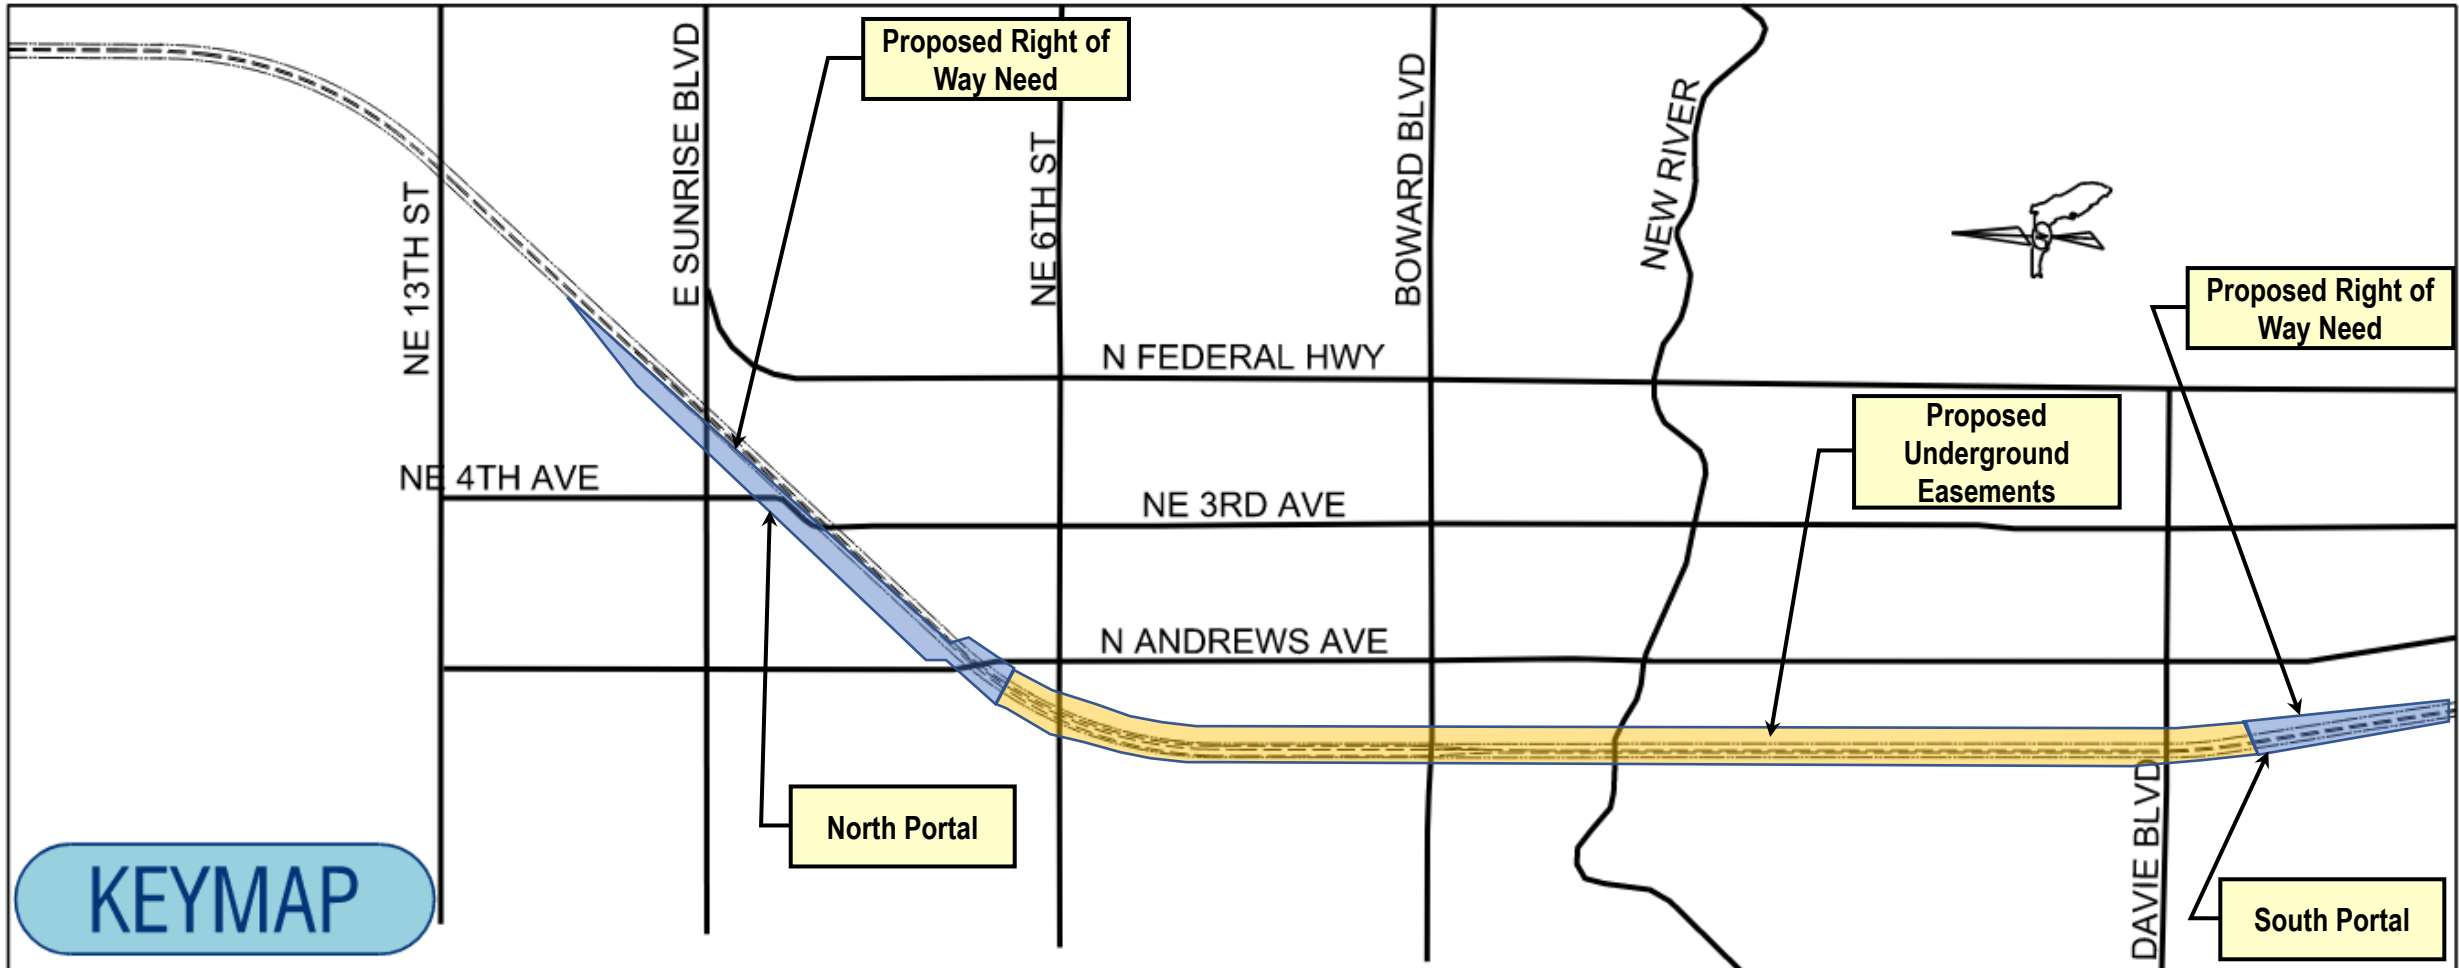 Proposed Right of
Way Need
E SUNRISE BLVD
BOWARD BLVD
NEW RIVER
NE 6TH ST
NE 13TH ST
N
Proposed Right of
Way Need
N FEDERAL HWY
Proposed
Underground
Easements
NE 4TH AVE
NE 3RD AVE
N ANDREWS AVE
North Portal
DAVIE BLVD
KEYMAP
South Portal